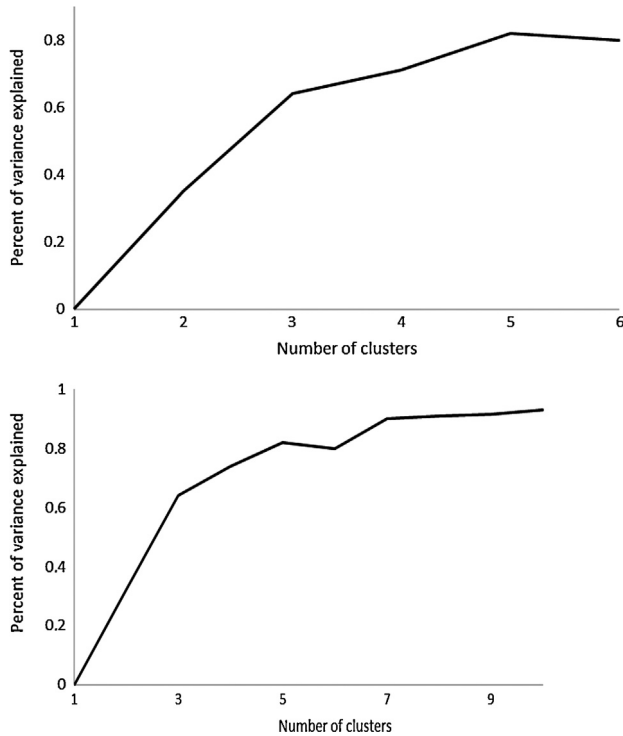 Percent of variance explained
0.8
0.6
0.4
0.2
0
1 2 3 4 5 6
Number of clusters
Percent of variance explained
1
0.8
0.6
0.4
0.2
0
1 3 5 7 9
Number of clusters